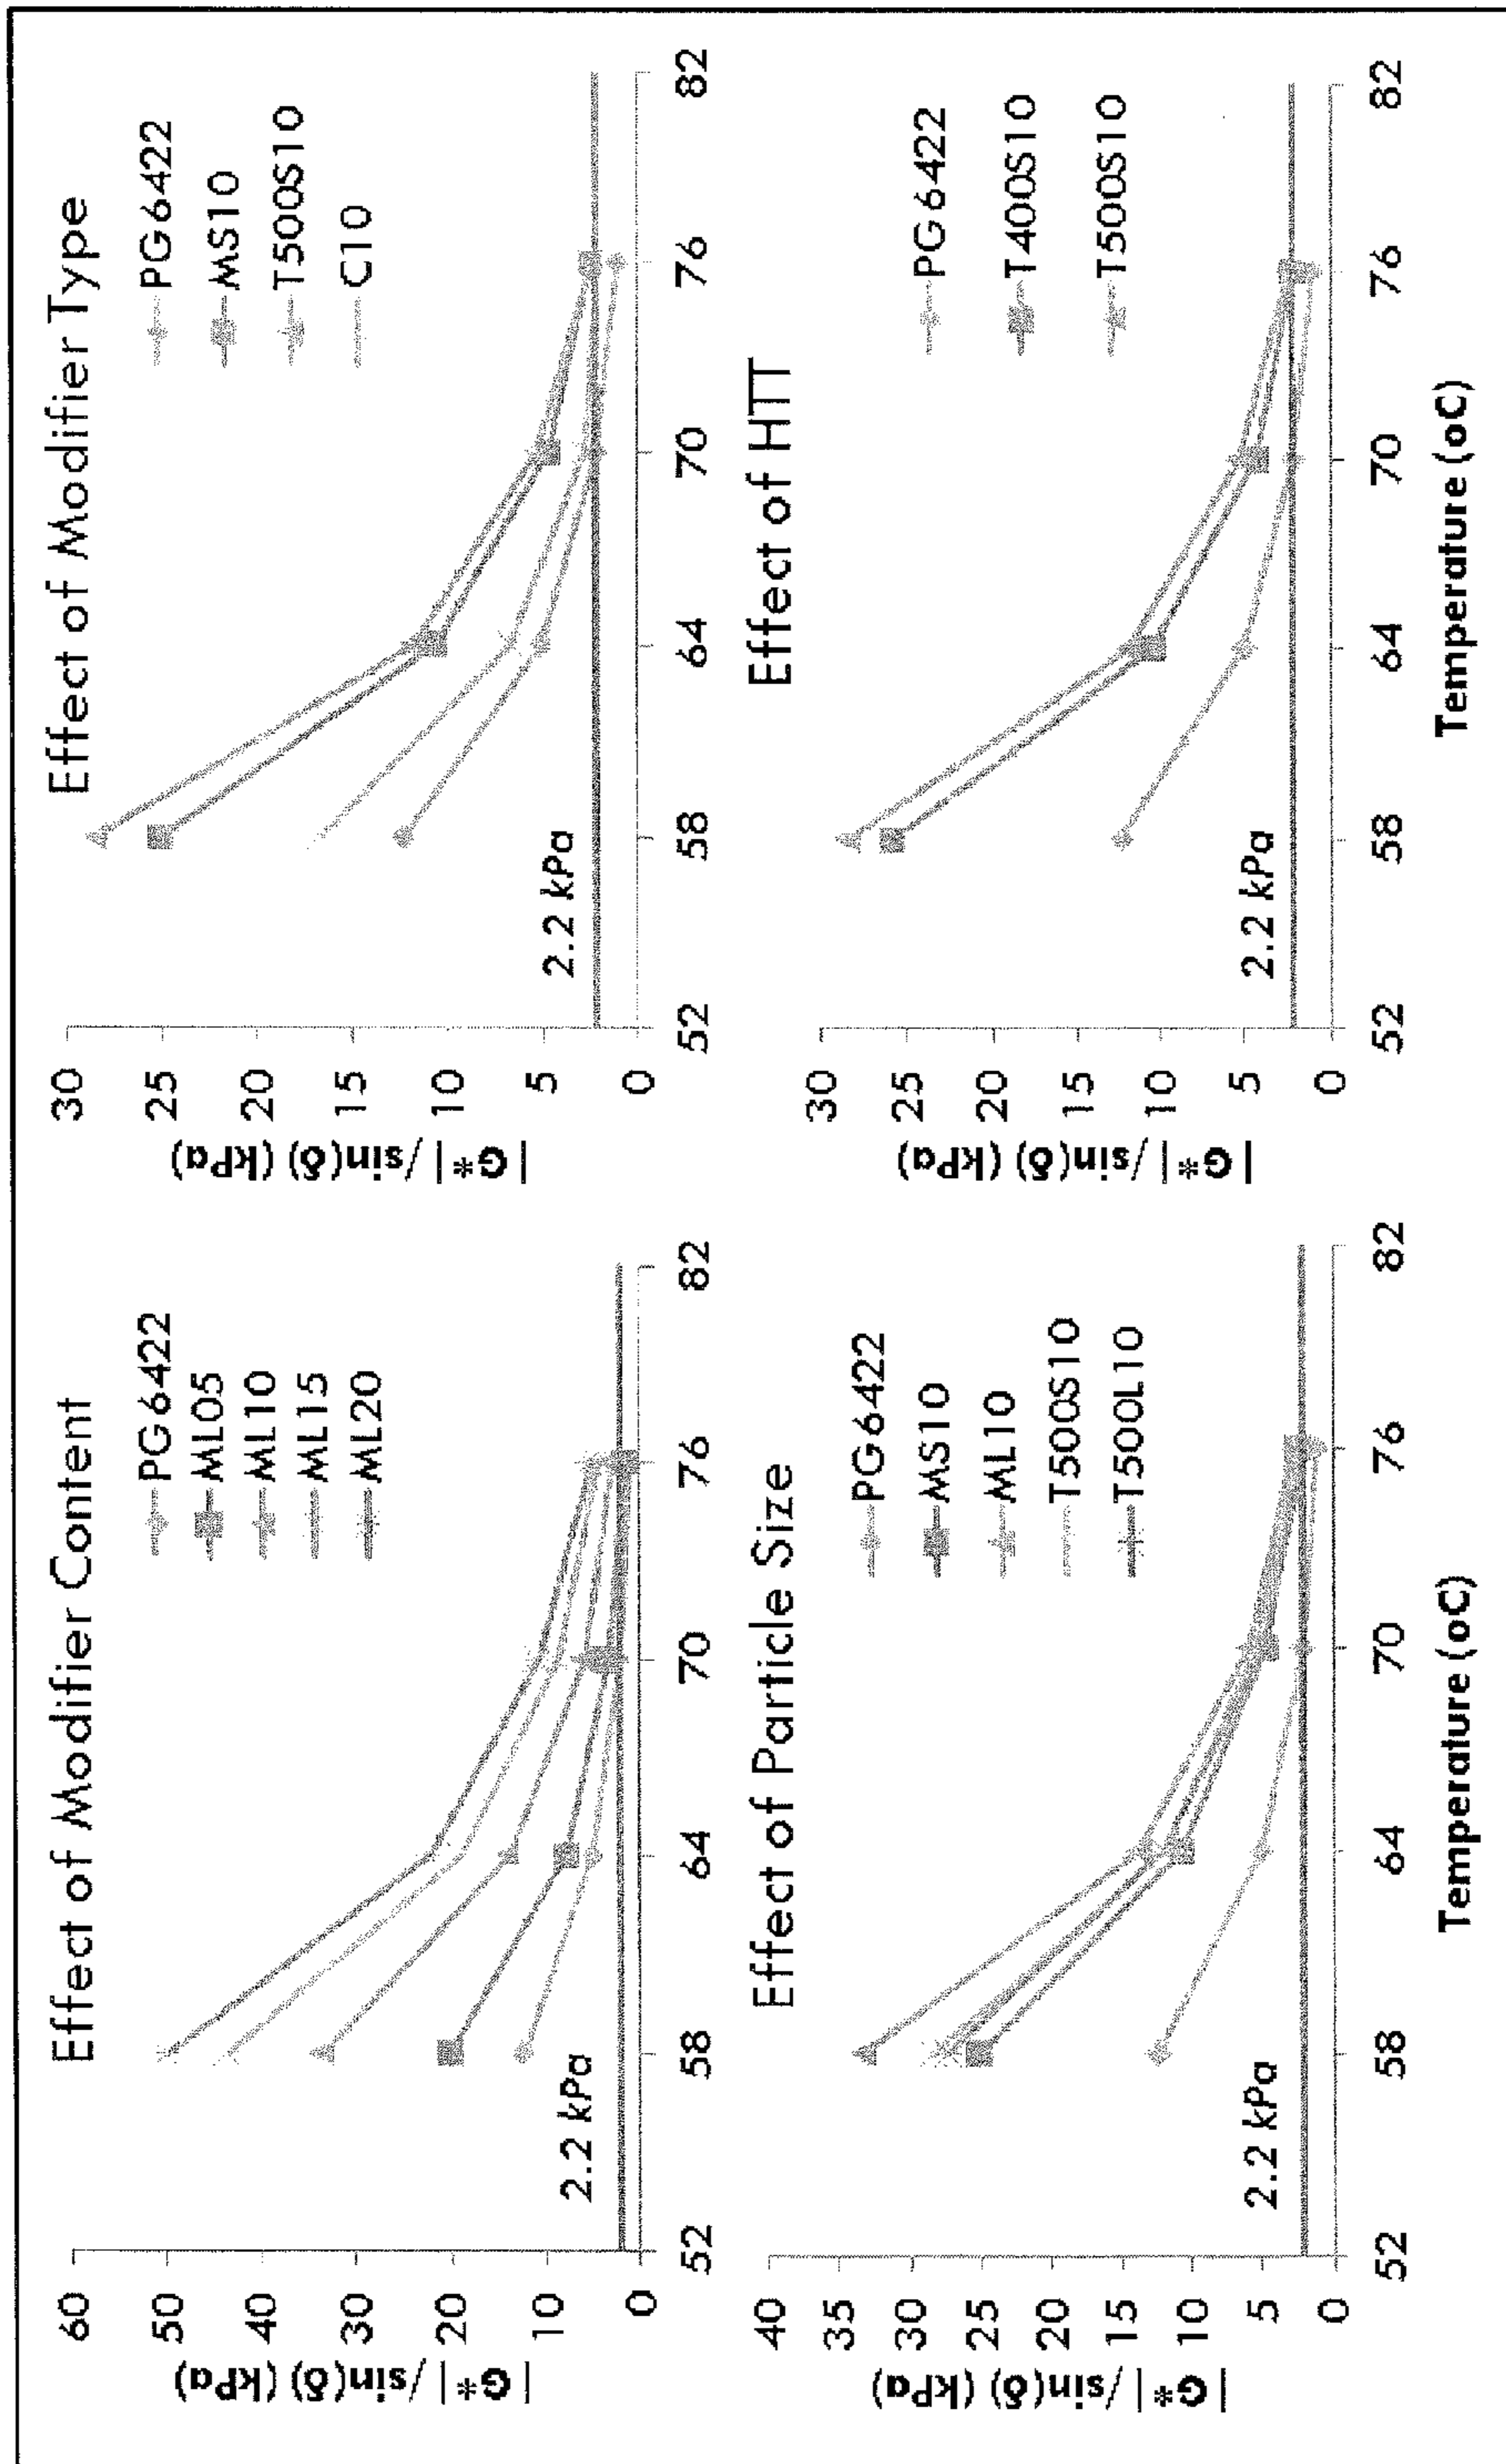 Effect of Modifier Content
|G*|/sin(δ) (kPa)
60
50
40
30
20
10
0
52
58
64
70
76
82
2.2 kPa
PG6422
ML05
ML10
ML15
ML20
Effect of Modifier Type
|G*|/sin(δ) (kPa)
30
25
20
15
10
5
0
52
58
64
70
76
82
2.2 kPa
PG6422
MS10
T500S10
C10
Effect of Particle Size
|G*|/sin(δ) (kPa)
40
35
30
25
20
15
10
5
0
52
58
64
70
76
82
2.2 kPa
PG6422
MS10
ML10
T500S10
T500L10
Temperature (oC)
Effect of HTT
|G*|/sin(δ) (kPa)
30
25
20
15
10
5
0
52
58
64
70
76
82
2.2 kPa
PG6422
T400S10
T500S10
Temperature (oC)